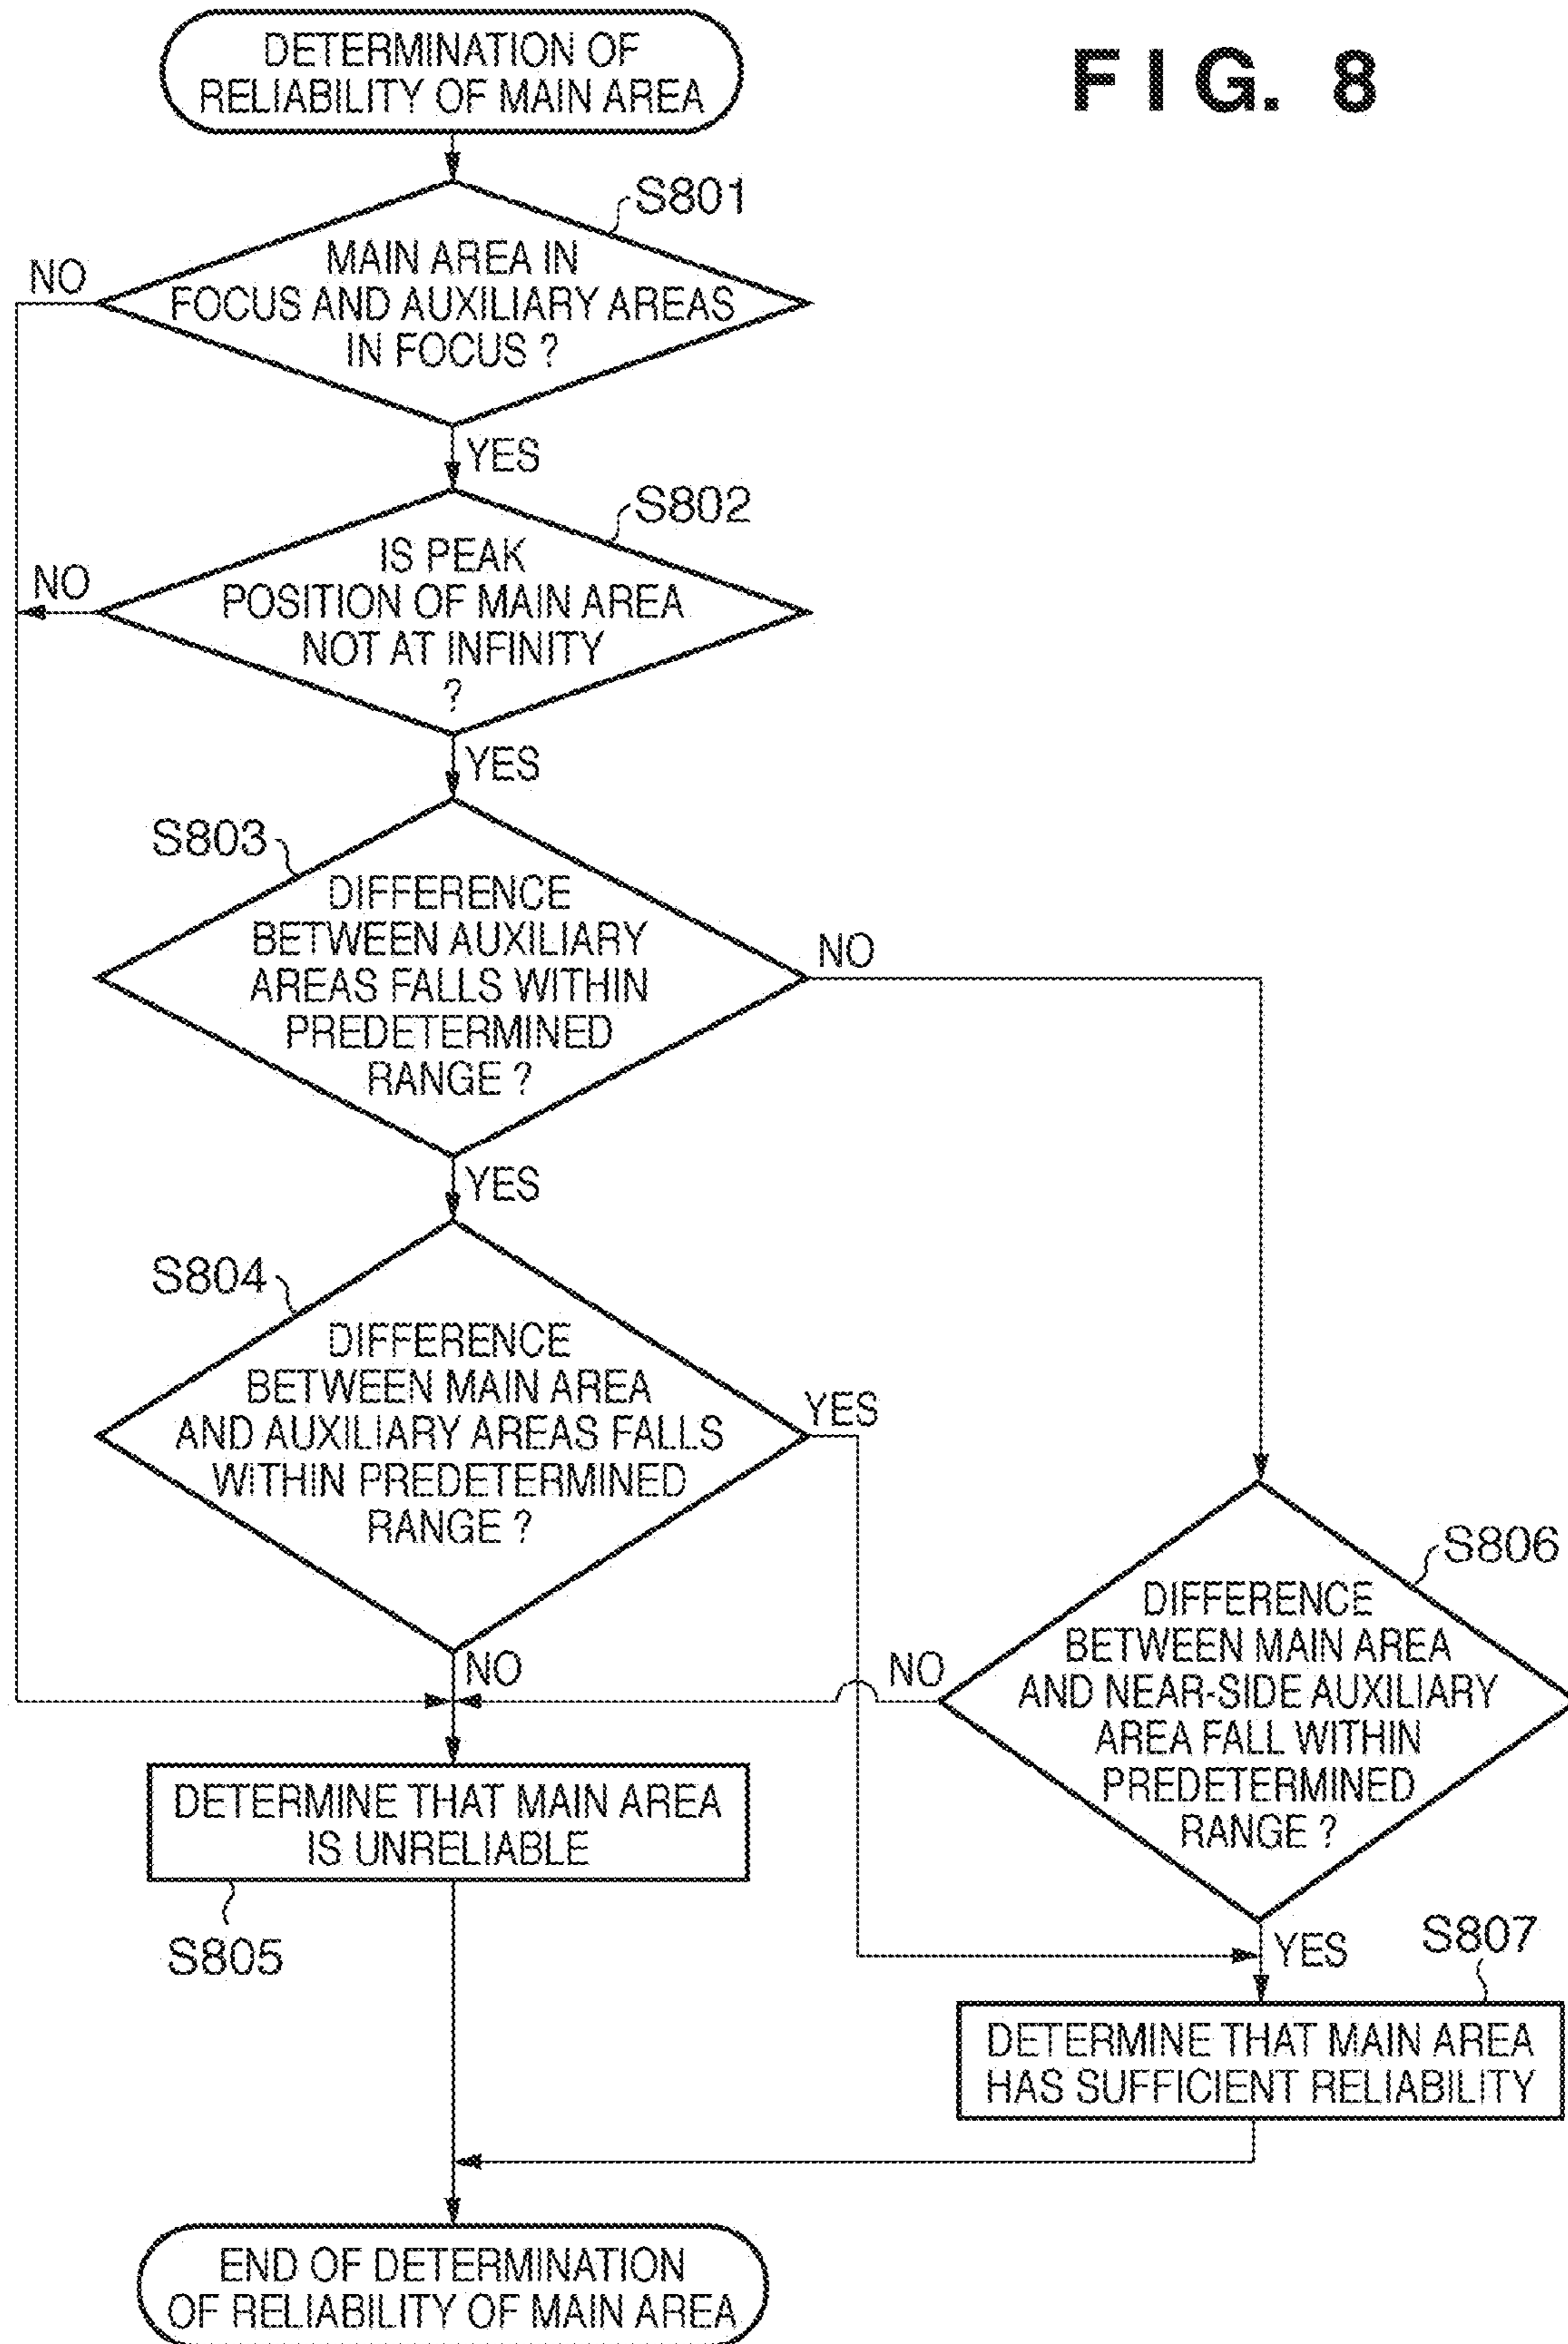 DETERMINATION OF
RELIABILITY OF MAIN AREA
FIG. 8
S801
MAIN AREA IN
FOCUS AND AUXILIARY AREAS
IN FOCUS ?
NO
YES
S802
IS PEAK
POSITION OF MAIN AREA
NOT AT INFINITY
?
NO
YES
S803
DIFFERENCE
BETWEEN AUXILIARY
AREAS FALLS WITHIN
PREDETERMINED
RANGE ?
NO
YES
S804
DIFFERENCE
BETWEEN MAIN AREA
AND AUXILIARY AREAS FALLS
WITHIN PREDETERMINED
RANGE ?
YES
NO
S806
DIFFERENCE
BETWEEN MAIN AREA
AND NEAR-SIDE AUXILIARY
AREA FALL WITHIN
PREDETERMINED
RANGE ?
NO
YES
DETERMINE THAT MAIN AREA
IS UNRELIABLE
S805
S807
DETERMINE THAT MAIN AREA
HAS SUFFICIENT RELIABILITY
END OF DETERMINATION
OF RELIABILITY OF MAIN AREA